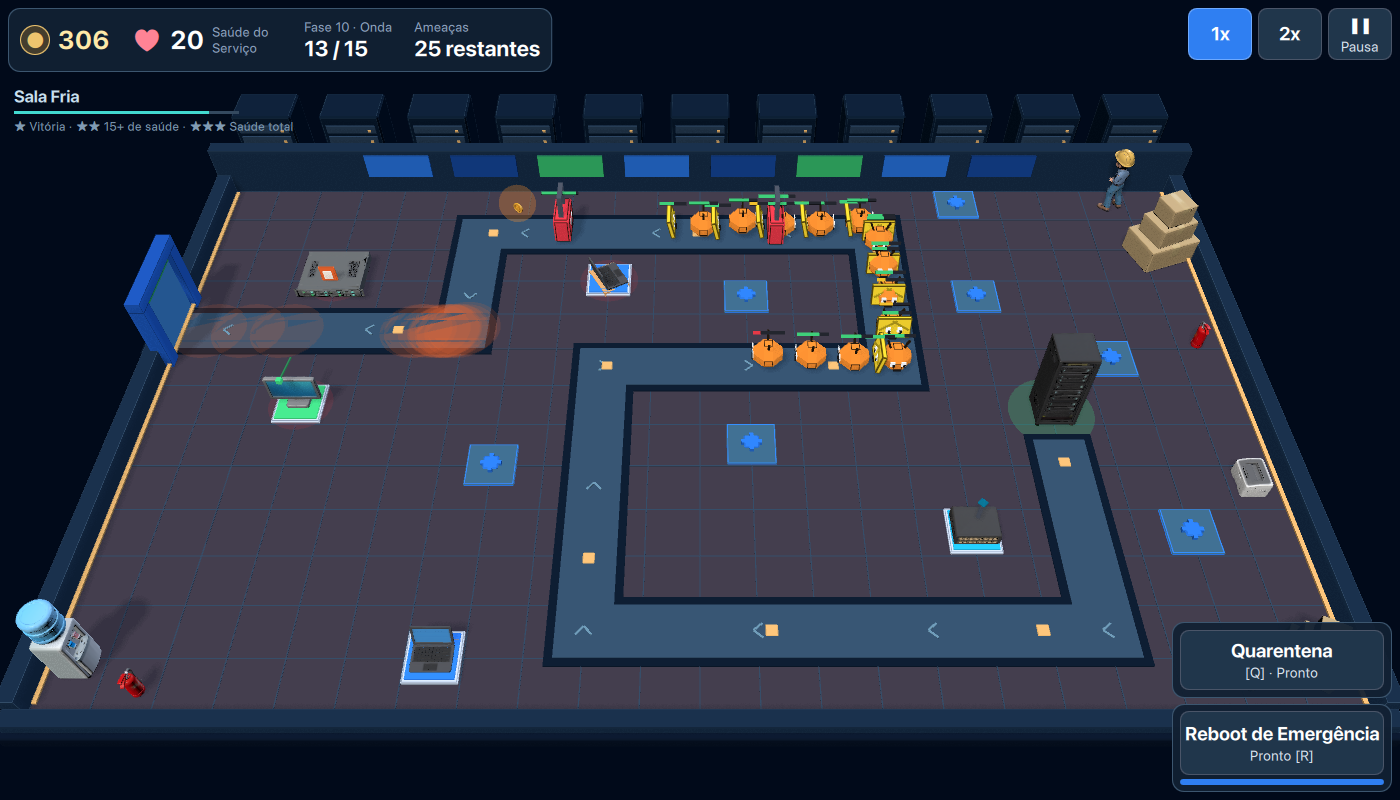 306
20
Saúde do
Serviço
Fase 10 · Onda
13 / 15
Ameaças
25 restantes
1x
2x
Pausa
Sala Fria
★ Vitória · ★★ 15+ de saúde · ★★★ Saúde total
Quarentena
[Q] · Pronto
Reboot de Emergência
Pronto [R]